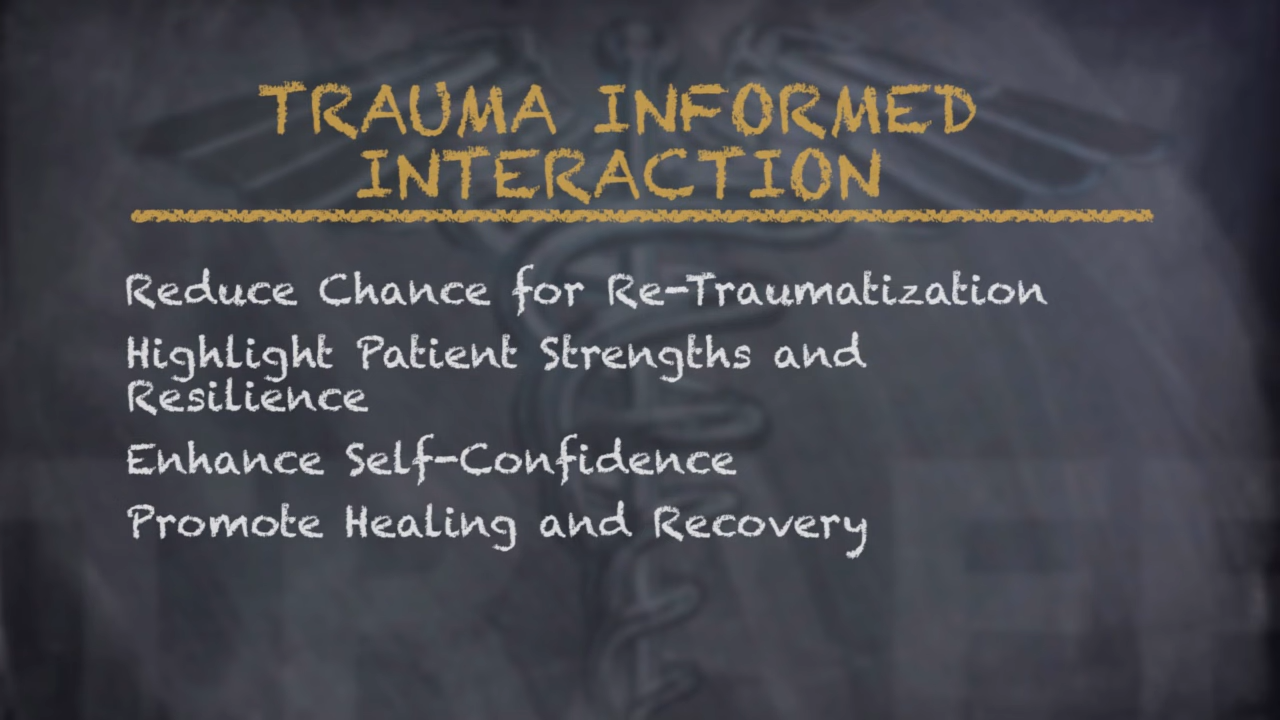 TRAUMA INFORMED
INTERACTION
Reduce Chance for Re-Traumatization
Highlight Patient Strengths and
Resilience
Enhance Self-Confidence
Promote Healing and Recovery